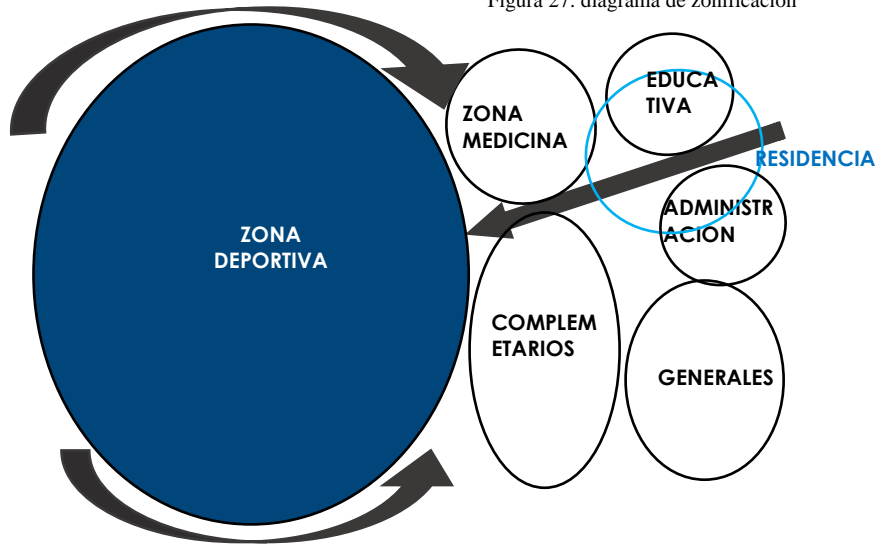 Figura 27. diagrama de zonificación
EDUCA
TIVA
ZONA
MEDICINA
RESIDENCIA
ADMINISTR
ACION
ZONA
DEPORTIVA
COMPLEM
ETARIOS
GENERALES